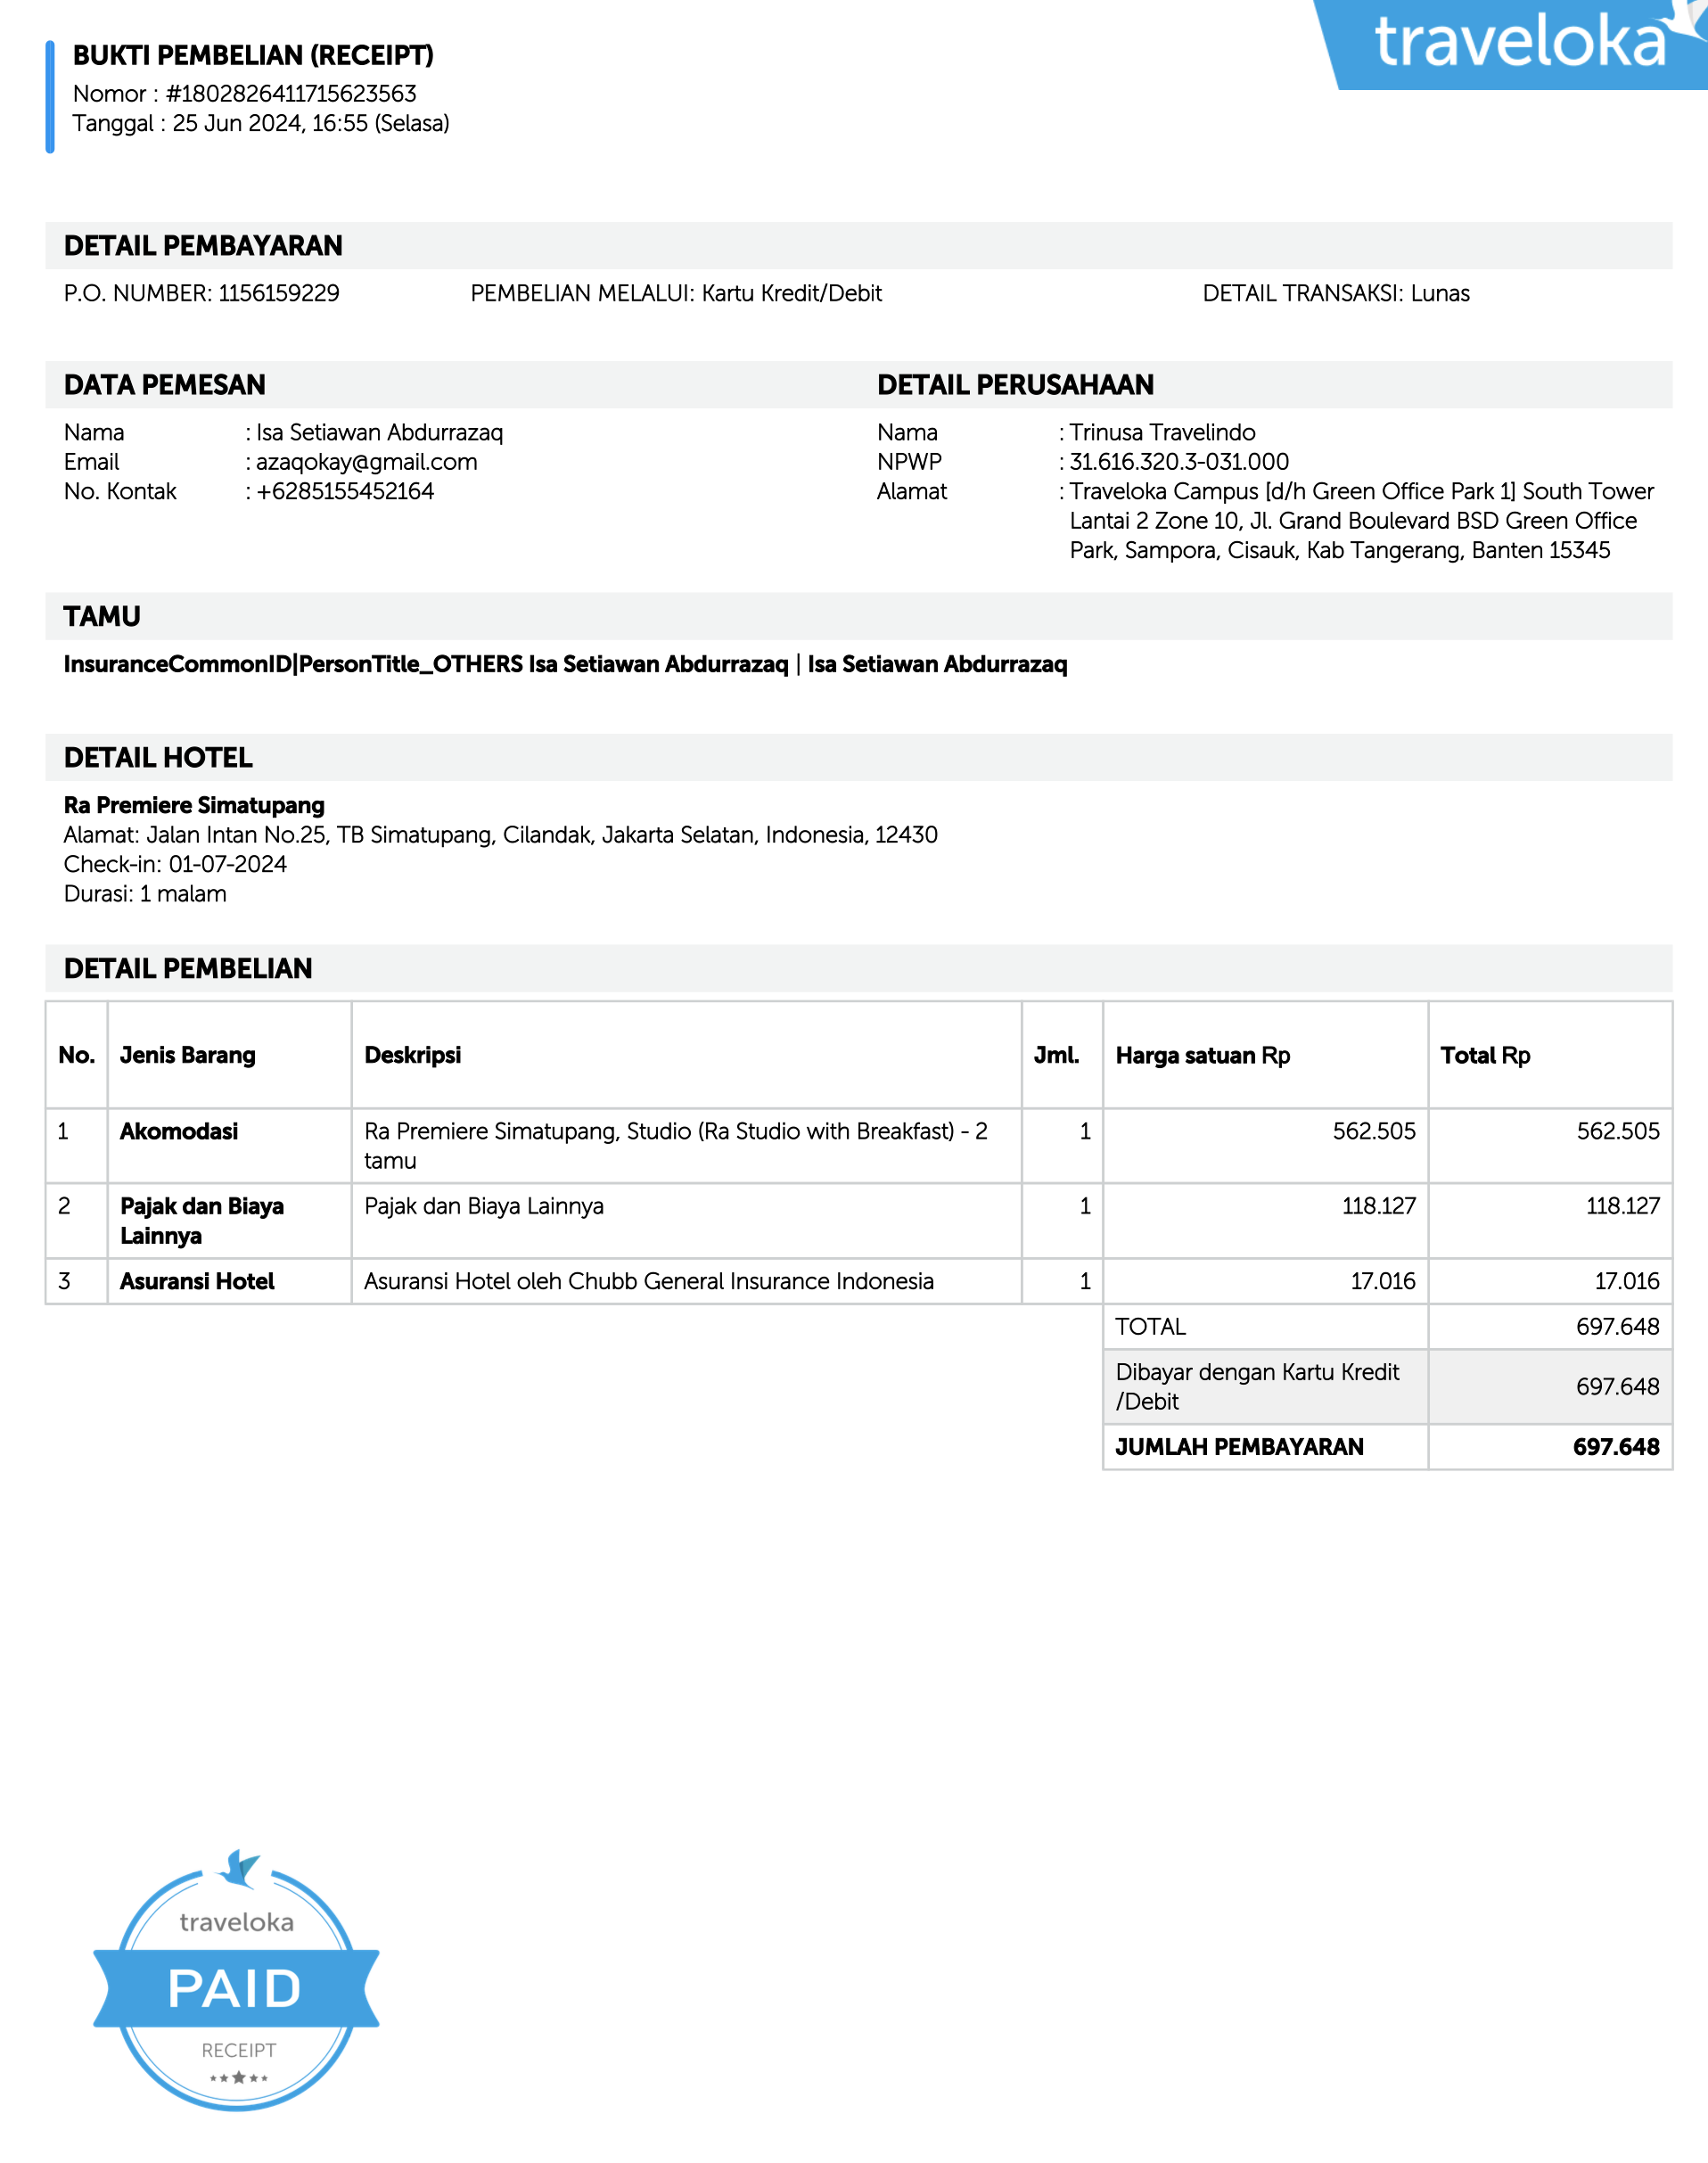 traveloka
BUKTI PEMBELIAN (RECEIPT)
Nomor : #1802826411715623563
Tanggal : 25 Jun 2024, 16:55 (Selasa)
DETAIL PEMBAYARAN
P.O. NUMBER: 1156159229 PEMBELIAN MELALUI: Kartu Kredit/Debit DETAIL TRANSAKSI: Lunas
DATA PEMESAN
Nama : Isa Setiawan Abdurrazaq
Email : azaqokay@gmail.com
No. Kontak : +6285155452164
DETAIL PERUSAHAAN
Nama : Trinusa Travelindo
NPWP : 31.616.320.3-031.000
Alamat : Traveloka Campus [d/h Green Office Park 1] South Tower
Lantai 2 Zone 10, Jl. Grand Boulevard BSD Green Office
Park, Sampora, Cisauk, Kab Tangerang, Banten 15345
TAMU
InsuranceCommonID|PersonTitle_OTHERS Isa Setiawan Abdurrazaq | Isa Setiawan Abdurrazaq
DETAIL HOTEL
Ra Premiere Simatupang
Alamat: Jalan Intan No.25, TB Simatupang, Cilandak, Jakarta Selatan, Indonesia, 12430
Check-in: 01-07-2024
Durasi: 1 malam
DETAIL PEMBELIAN
No. Jenis Barang Deskripsi Jml. Harga satuan Rp Total Rp
1 Akomodasi Ra Premiere Simatupang, Studio (Ra Studio with Breakfast) - 2 1 562.505 562.505
tamu
2 Pajak dan Biaya Pajak dan Biaya Lainnya 1 118.127 118.127
Lainnya
3 Asuransi Hotel Asuransi Hotel oleh Chubb General Insurance Indonesia 1 17.016 17.016
TOTAL 697.648
Dibayar dengan Kartu Kredit 697.648
/Debit
JUMLAH PEMBAYARAN 697.648
traveloka
PAID
RECEIPT